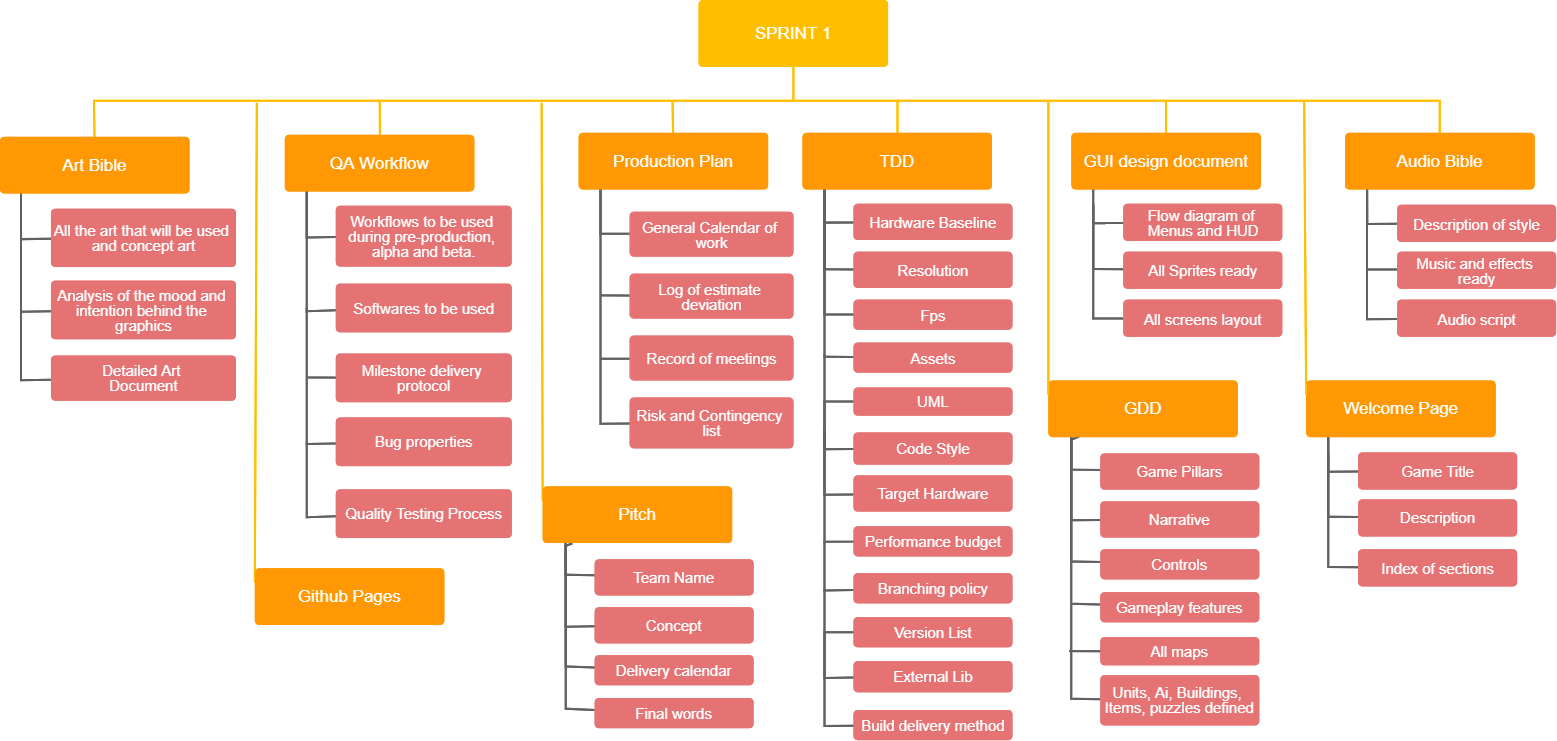 SPRINT 1
Art Bible
All the art that will be used
and concept art
Analysis of the mood and
intention behind the
graphics
Detailed Art
Document
Github Pages
QA Workflow
Workflows to be used
during pre-production,
alpha and beta.
Softwares to be used
Milestone delivery
protocol
Bug properties
Quality Testing Process
Pitch
Team Name
Concept
Delivery calendar
Final words
Production Plan
General Calendar of
work
Log of estimate
deviation
Record of meetings
Risk and Contingency
list
TDD
Hardware Baseline
Resolution
Fps
Assets
UML
Code Style
Target Hardware
Performance budget
Branching policy
Version List
External Lib
Build delivery method
GUI design document
Flow diagram of
Menus and HUD
All Sprites ready
All screens layout
GDD
Game Pillars
Narrative
Controls
Gameplay features
All maps
Units, Ai, Buildings,
Items, puzzles defined
Audio Bible
Description of style
Music and effects
ready
Audio script
Welcome Page
Game Title
Description
Index of sections